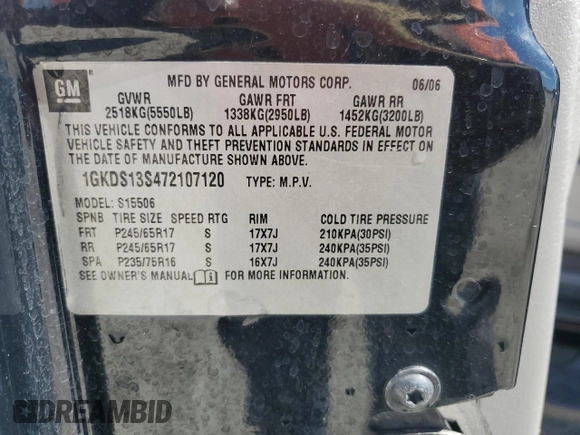 GM
MFD BY GENERAL MOTORS CORP. 06/06
GVWR GAWR FRT GAWR RR
2518KG(5550LB) 1338KG(2950LB) 1452KG(3200LB)
THIS VEHICLE CONFORMS TO ALL APPLICABLE U.S. FEDERAL MOTOR
VEHICLE SAFETY AND THEFT PREVENTION STANDARDS IN EFFECT ON
THE DATE OF MANUFACTURE SHOWN ABOVE.
1GKDS13S472107120 TYPE: M.P.V.
MODEL: S15506
SPNB TIRE SIZE SPEED RTG RIM COLD TIRE PRESSURE
FRT P245/65R17 S 17X7J 210KPA(30PSI)
RR P245/65R17 S 17X7J 240KPA(35PSI)
SPA P235/75R16 S 16X7J 240KPA(35PSI)
SEE OWNER'S MANUAL FOR MORE INFORMATION.
DREAMBID